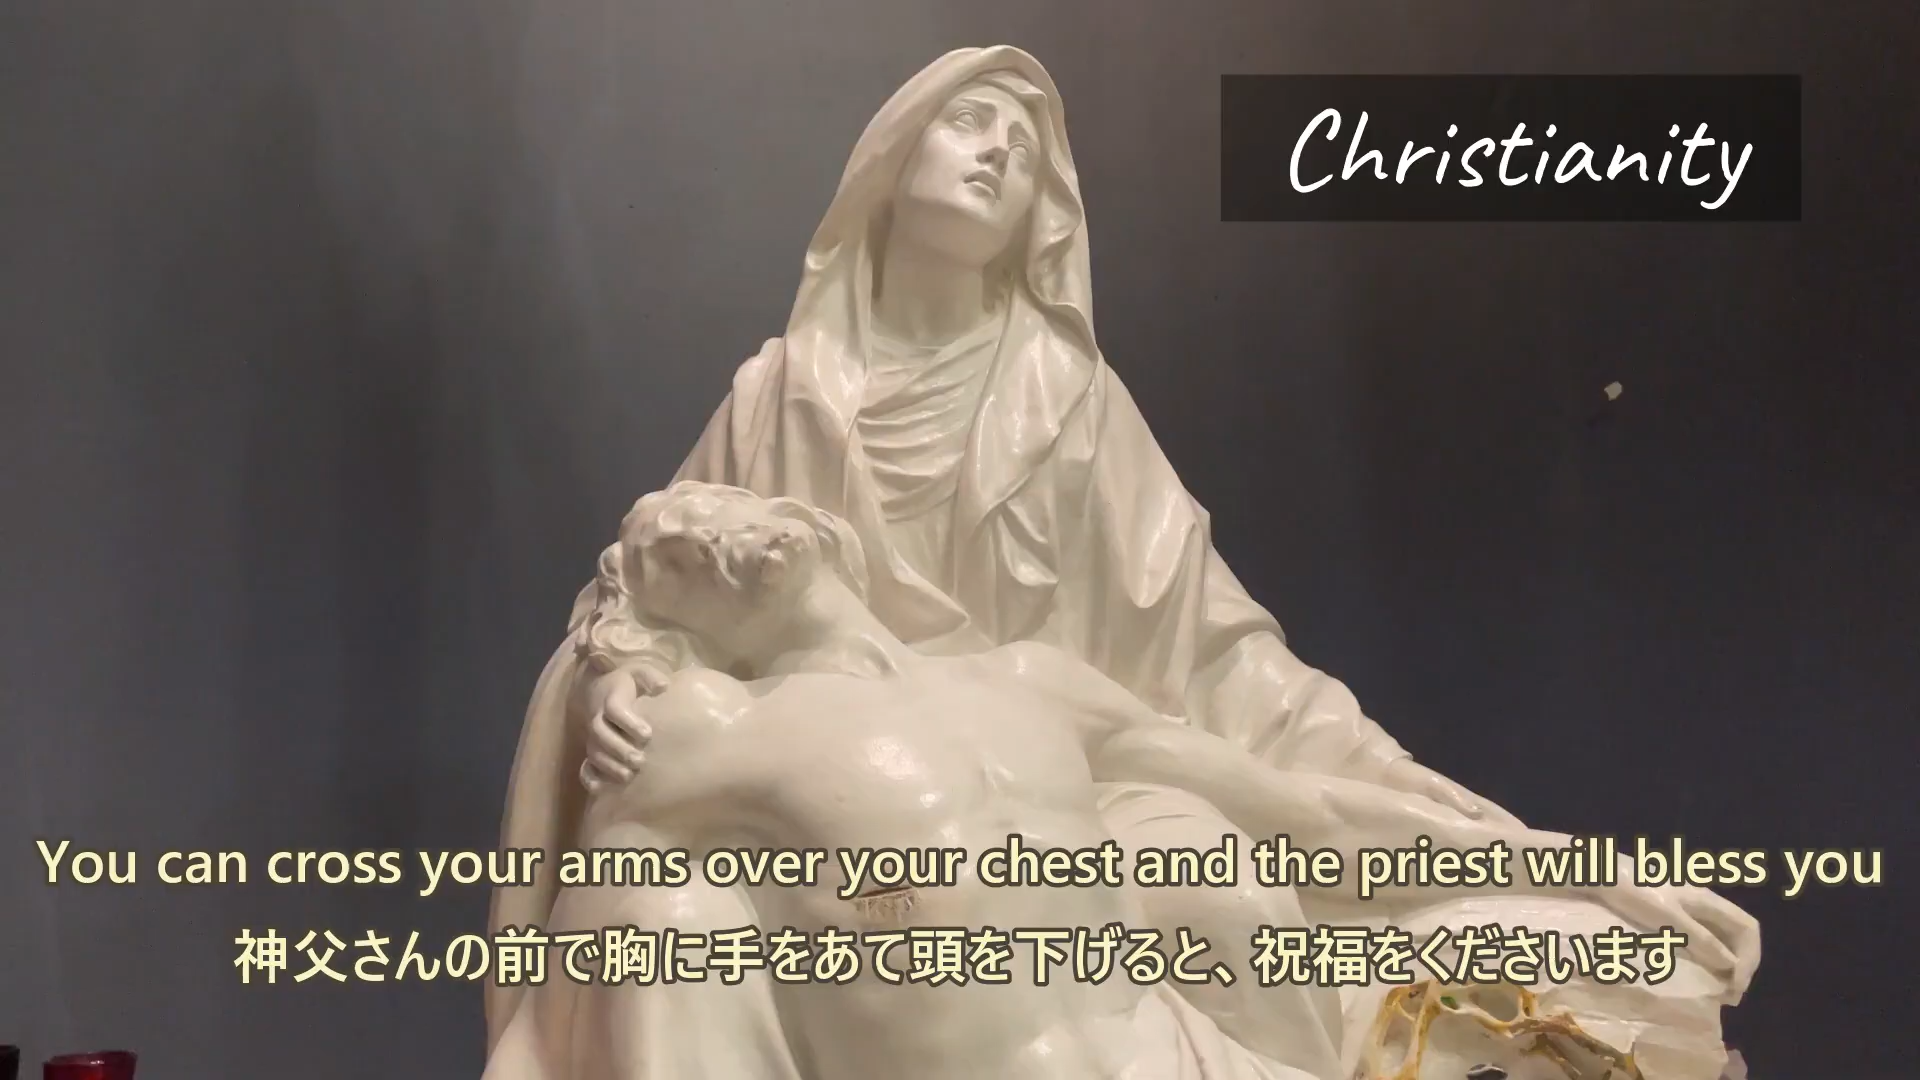 Christianity
You can cross your arms over your chest and the priest will bless you
神父さんの前で胸に手をあて頭を下げると、祝福をくださいます